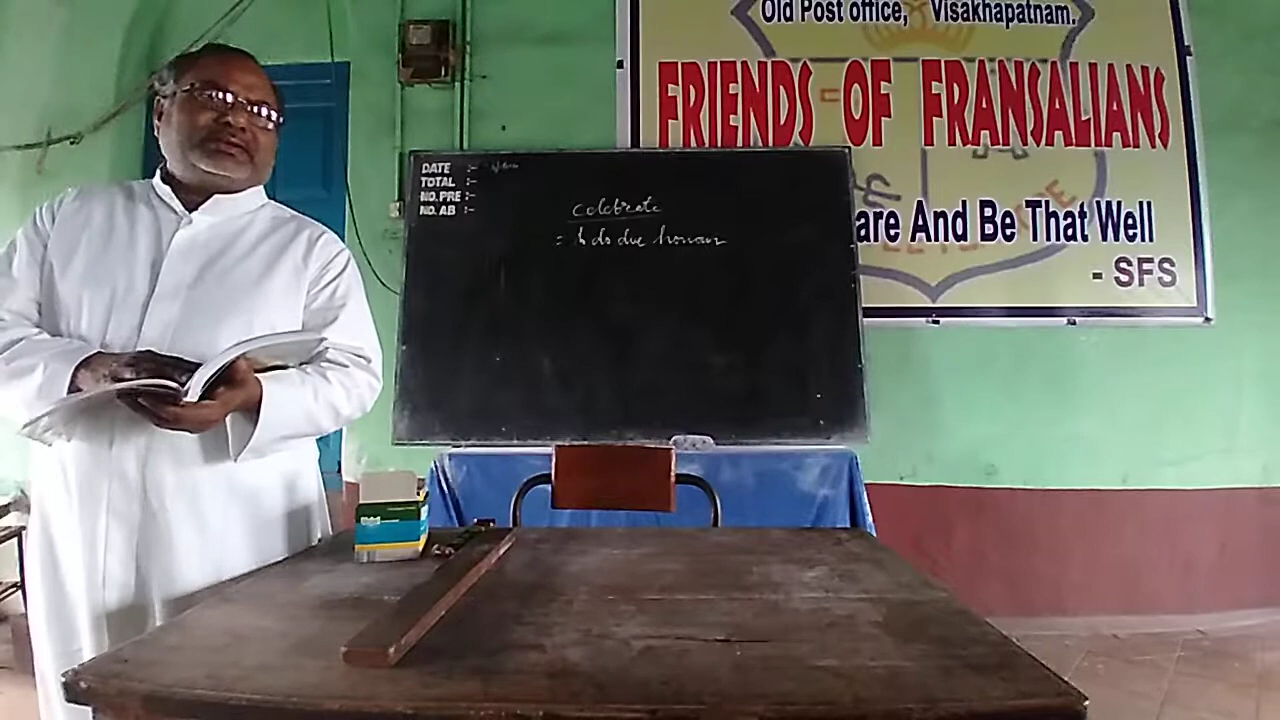 Old Post office, Visakhapatnam.
FRIENDS OF FRANSALIANS
are And Be That Well
- SFS
DATE :-
TOTAL :-
NO. PRE :-
NO. AB :-
celebrate
= to do due honour